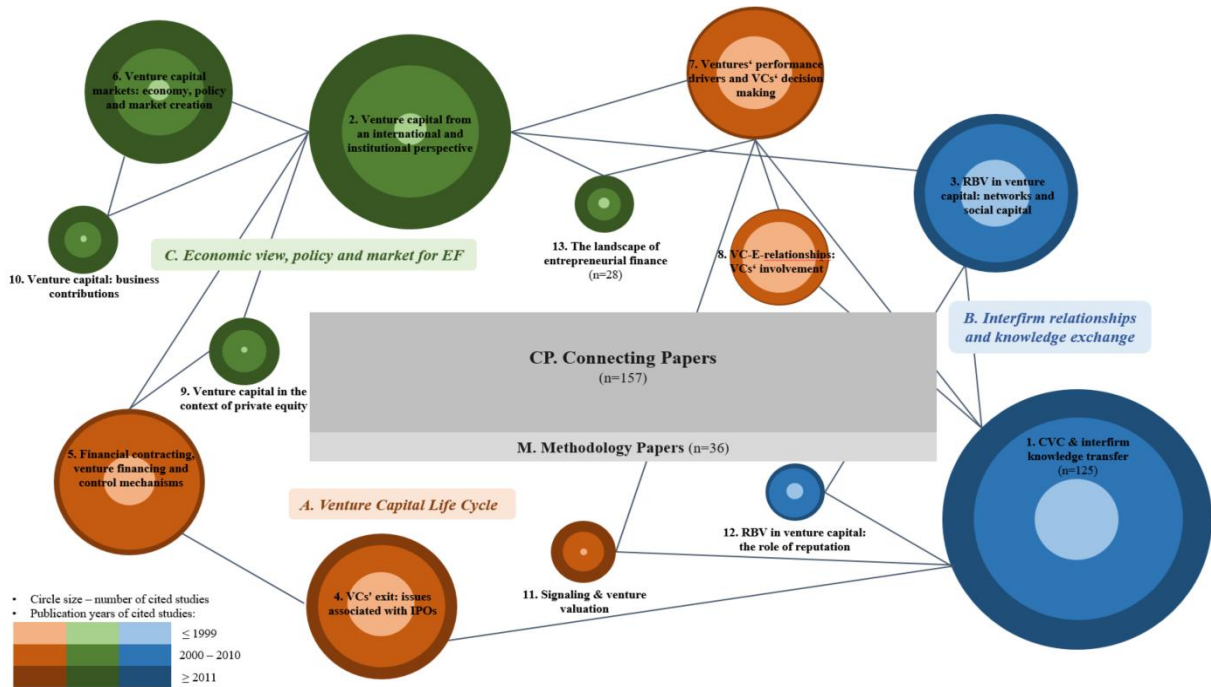 6. Venture capital
markets: economy, policy
and market creation
2. Venture capital from
an international and
institutional perspective
7. Ventures‘ performance
drivers and VCs‘ decision
making
3. RBV in venture
capital: networks and
social capital
10. Venture capital: business
contributions
C. Economic view, policy and market for EF
13. The landscape of
entrepreneurial finance
(n=28)
8. VC-E-relationships:
VCs‘ involvement
B. Interfirm relationships
and knowledge exchange
9. Venture capital in the
context of private equity
CP. Connecting Papers
(n=157)
M. Methodology Papers (n=36)
5. Financial contracting,
venture financing and
control mechanisms
A. Venture Capital Life Cycle
1. CVC & interfirm
knowledge transfer
(n=125)
12. RBV in venture capital:
the role of reputation
11. Signaling & venture
valuation
4. VCs’ exit: issues
associated with IPOs
• Circle size – number of cited studies
• Publication years of cited studies:
≤ 1999
2000 – 2010
≥ 2011